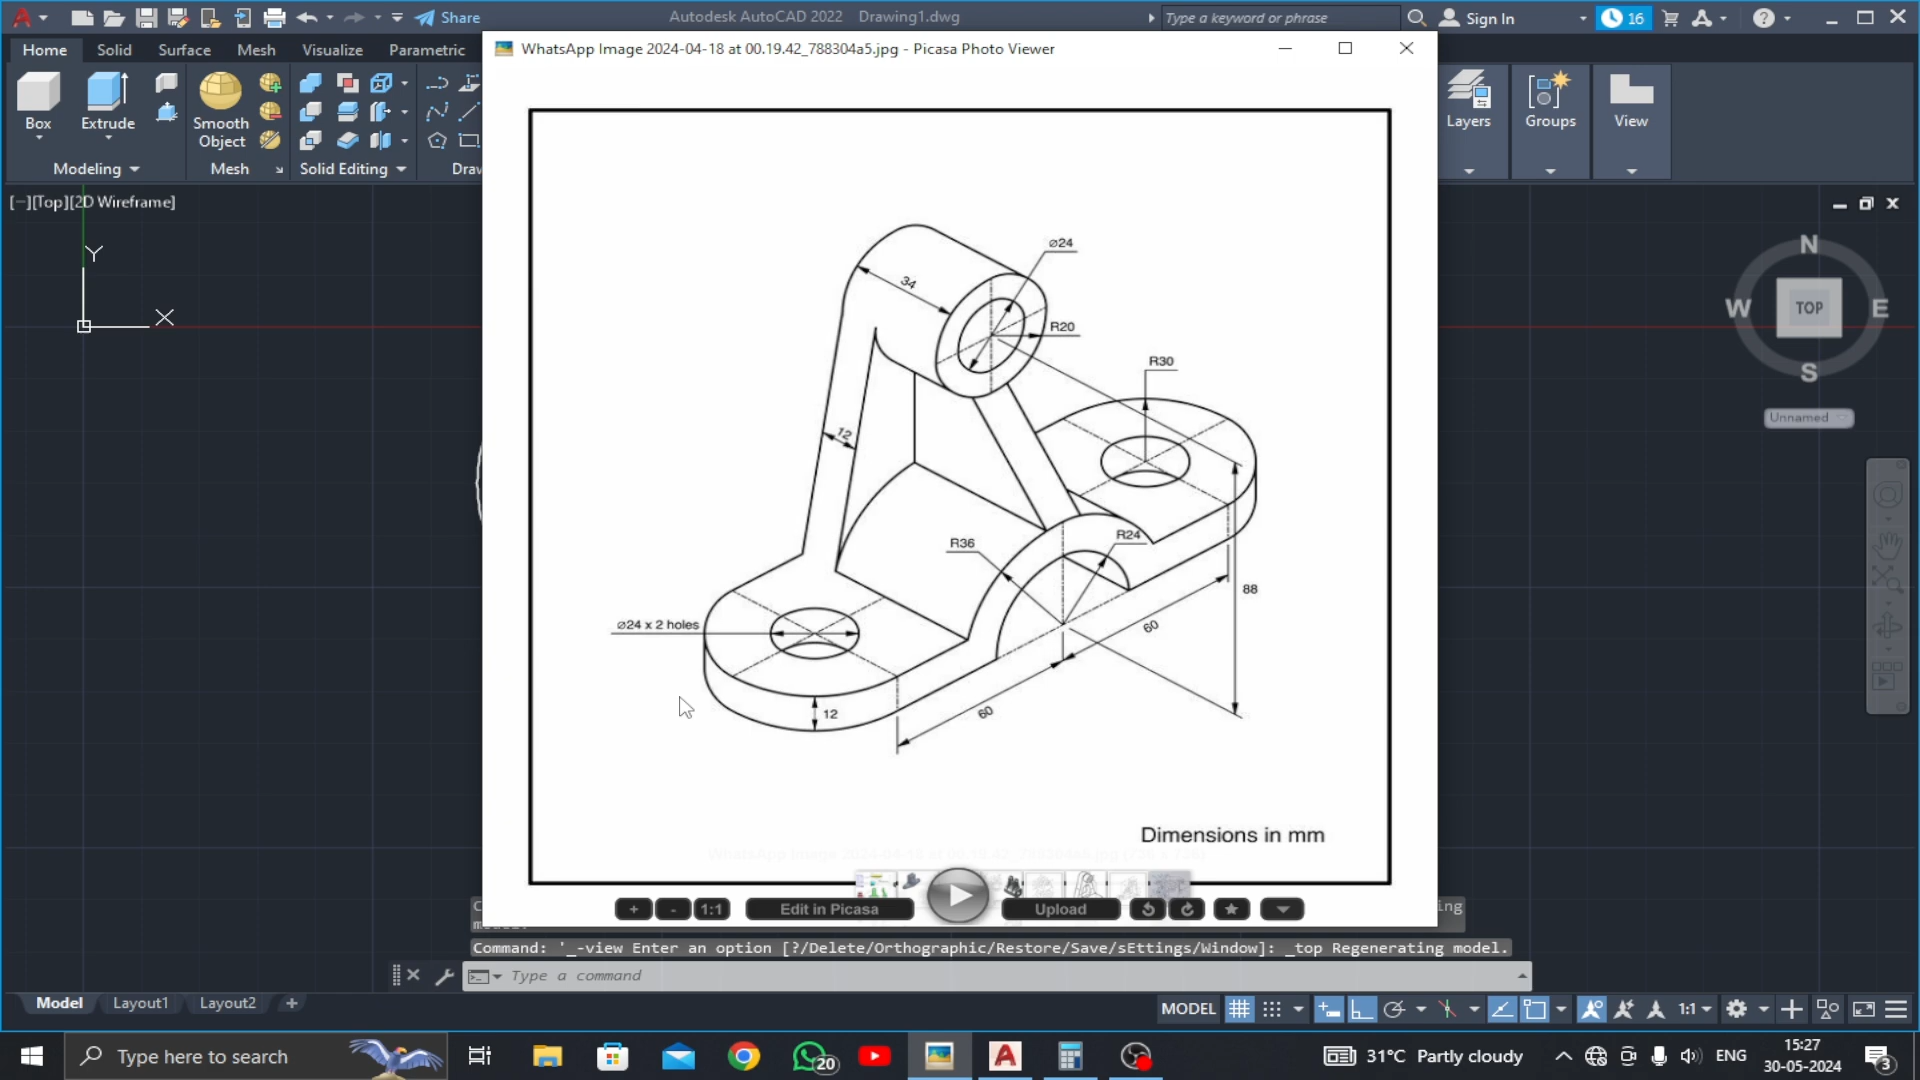 Share
Autodesk AutoCAD 2022 Drawing1.dwg
Type a keyword or phrase
Sign In
16
Home Solid Surface Mesh Visualize Parametric
WhatsApp Image 2024-04-18 at 00.19.42_788304a5.jpg - Picasa Photo Viewer
Box
Extrude
Smooth
Object
Layers
Groups
View
Modeling
Mesh
Solid Editing
[−][Top][2D Wireframe]
Y
X
N
W
TOP
E
S
Unnamed
⌀24
34
R20
R30
12
R36
R24
88
⌀24 x 2 holes
60
12
60
Dimensions in mm
+
-
1:1
Edit in Picasa
Upload
Command: '_-view Enter an option [?/Delete/Orthographic/Restore/Save/sEttings/Window]: _top Regenerating model.
Type a command
Model Layout1 Layout2 +
MODEL
1:1
Type here to search
20
31°C Partly cloudy
ENG
15:27
30-05-2024
3